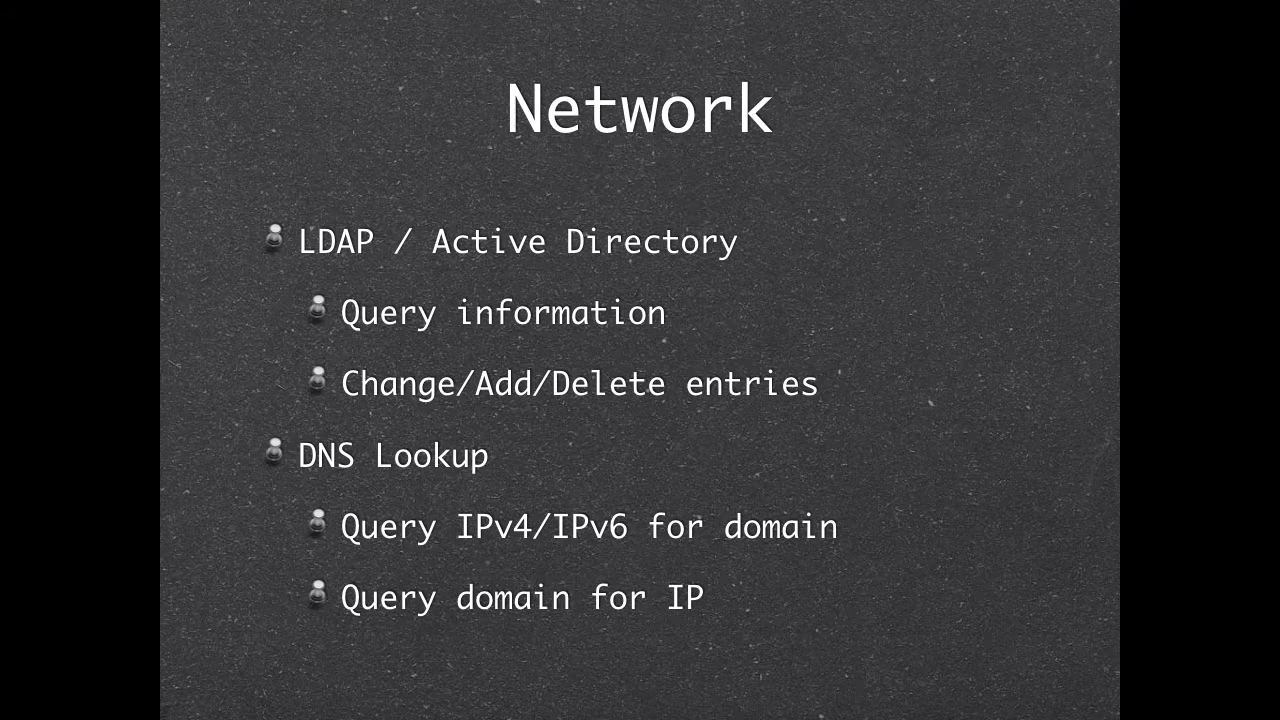 Network
LDAP / Active Directory
Query information
Change/Add/Delete entries
DNS Lookup
Query IPv4/IPv6 for domain
Query domain for IP